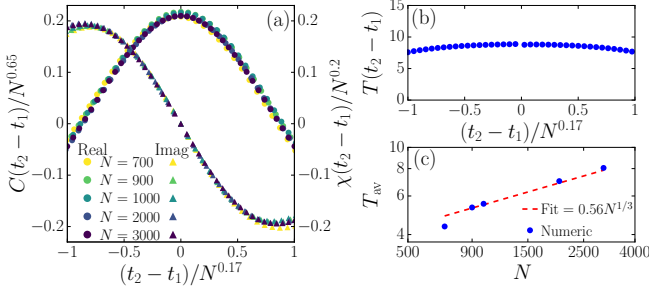 (a)
C(t₂ − t₁)/N^0.65
0.2
0.1
0
−0.1
−0.2
Real
Imag
N = 700
N = 900
N = 1000
N = 2000
N = 3000
0.2
0.1
0
−0.1
−0.2
χ(t₂ − t₁)/N^0.2
−1 −0.5 0 0.5 1
(t₂ − t₁)/N^0.17
(b)
T(t₂ − t₁)
10
5
0
−1 −0.5 0 0.5 1
(t₂ − t₁)/N^0.17
(c)
T_av
8
6
4
8
6
4
Fit = 0.56N^1/3
Numeric
500 900 1500 2500 4000
N